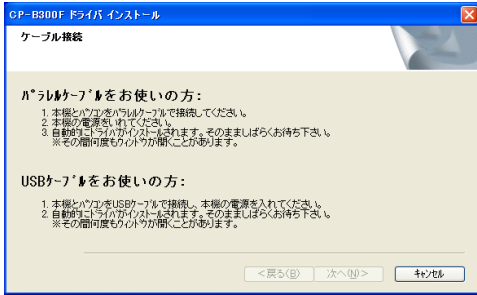 CP-B300F ドライバ インストール
ケーブル接続
パラレルケーブルをお使いの方:
1. 本機とパソコンをパラレルケーブルで接続してください。
2. 本機の電源をいれてください。
3. 自動的にドライバがインストールされます。そのまましばらくお待ち下さい。
※その間何度もウィントウが開くことがあります。
USBケーブルをお使いの方:
1. 本機とパソコンをUSBケーブルで接続し、本機の電源を入れてください。
2. 自動的にドライバがインストールされます。そのまましばらくお待ち下さい。
※その間何度もウィントウが開くことがあります。
<戻る(B) 次へ(N)> キャンセル